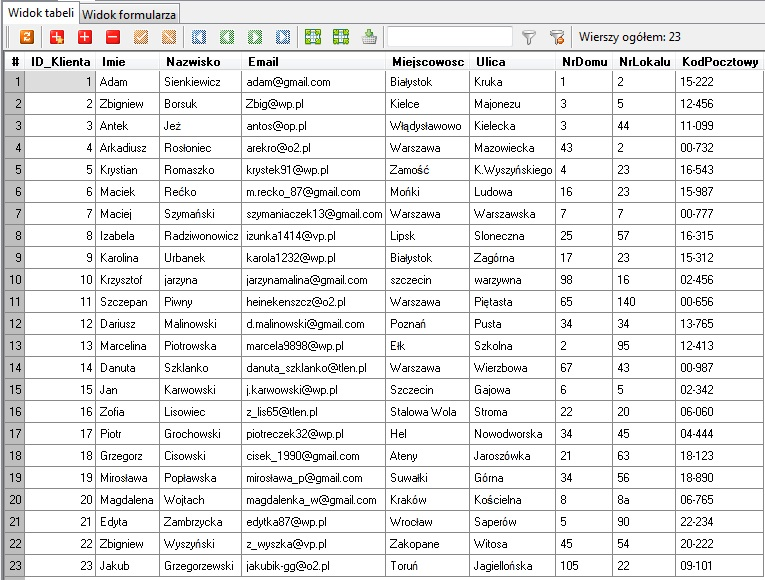 Widok tabeli Widok formularza
Wierszy ogółem: 23
# ID_Klienta Imie Nazwisko Email Miejscowosc Ulica NrDomu NrLokalu KodPocztowy
1 1 Adam Sienkiewicz adam@gmail.com Białystok Kruka 1 2 15-222
2 2 Zbigniew Borsuk Zbig@wp.pl Kielce Majonezu 3 5 12-456
3 3 Antek Jeż antos@op.pl Włądysławowo Kielecka 3 44 11-099
4 4 Arkadiusz Rosłoniec arekro@o2.pl Warszawa Mazowiecka 43 2 00-732
5 5 Krystian Romaszko krystek91@wp.pl Zamość K.Wyszyńskiego 4 23 16-543
6 6 Maciek Rećko m.recko_87@gmail.com Mońki Ludowa 16 23 15-987
7 7 Maciej Szymański szymaniaczek13@gmail.com Warszawa Warszawska 7 7 00-777
8 8 Izabela Radziwonowicz izunka1414@vp.pl Lipsk Sloneczna 25 57 16-315
9 9 Karolina Urbanek karola1232@wp.pl Białystok Zagórna 17 23 15-312
10 10 Krzysztof jarzyna jarzynamalina@gmail.com szczecin warzywna 98 16 02-456
11 11 Szczepan Piwny heinekenszcz@o2.pl Warszawa Piętasta 65 140 00-656
12 12 Dariusz Malinowski d.malinowski@gmail.com Poznań Pusta 34 34 13-765
13 13 Marcelina Piotrowska marcela9898@wp.pl Ełk Szkolna 2 95 12-413
14 14 Danuta Szklanko danuta_szklanko@tlen.pl Warszawa Wierzbowa 67 43 00-987
15 15 Jan Karwowski j.karwowski@wp.pl Szczecin Gajowa 6 5 02-342
16 16 Zofia Lisowiec z_lis65@tlen.pl Stalowa Wola Stroma 22 20 06-060
17 17 Piotr Grochowski piotreczek32@wp.pl Hel Nowodworska 34 45 04-444
18 18 Grzegorz Cisowski cisek_1990@gmail.com Ateny Jaroszówka 21 63 18-123
19 19 Mirosława Popławska mirosława_p@gmail.com Suwałki Górna 34 56 18-890
20 20 Magdalena Wojtach magdalenka_w@gmail.com Kraków Kościelna 8 8a 06-765
21 21 Edyta Zambrzycka edytka87@wp.pl Wrocław Saperów 5 90 22-234
22 22 Zbigniew Wyszyński z_wyszka@vp.pl Zakopane Witosa 45 54 20-222
23 23 Jakub Grzegorzewski jakubik-gg@o2.pl Toruń Jagiellońska 105 22 09-101